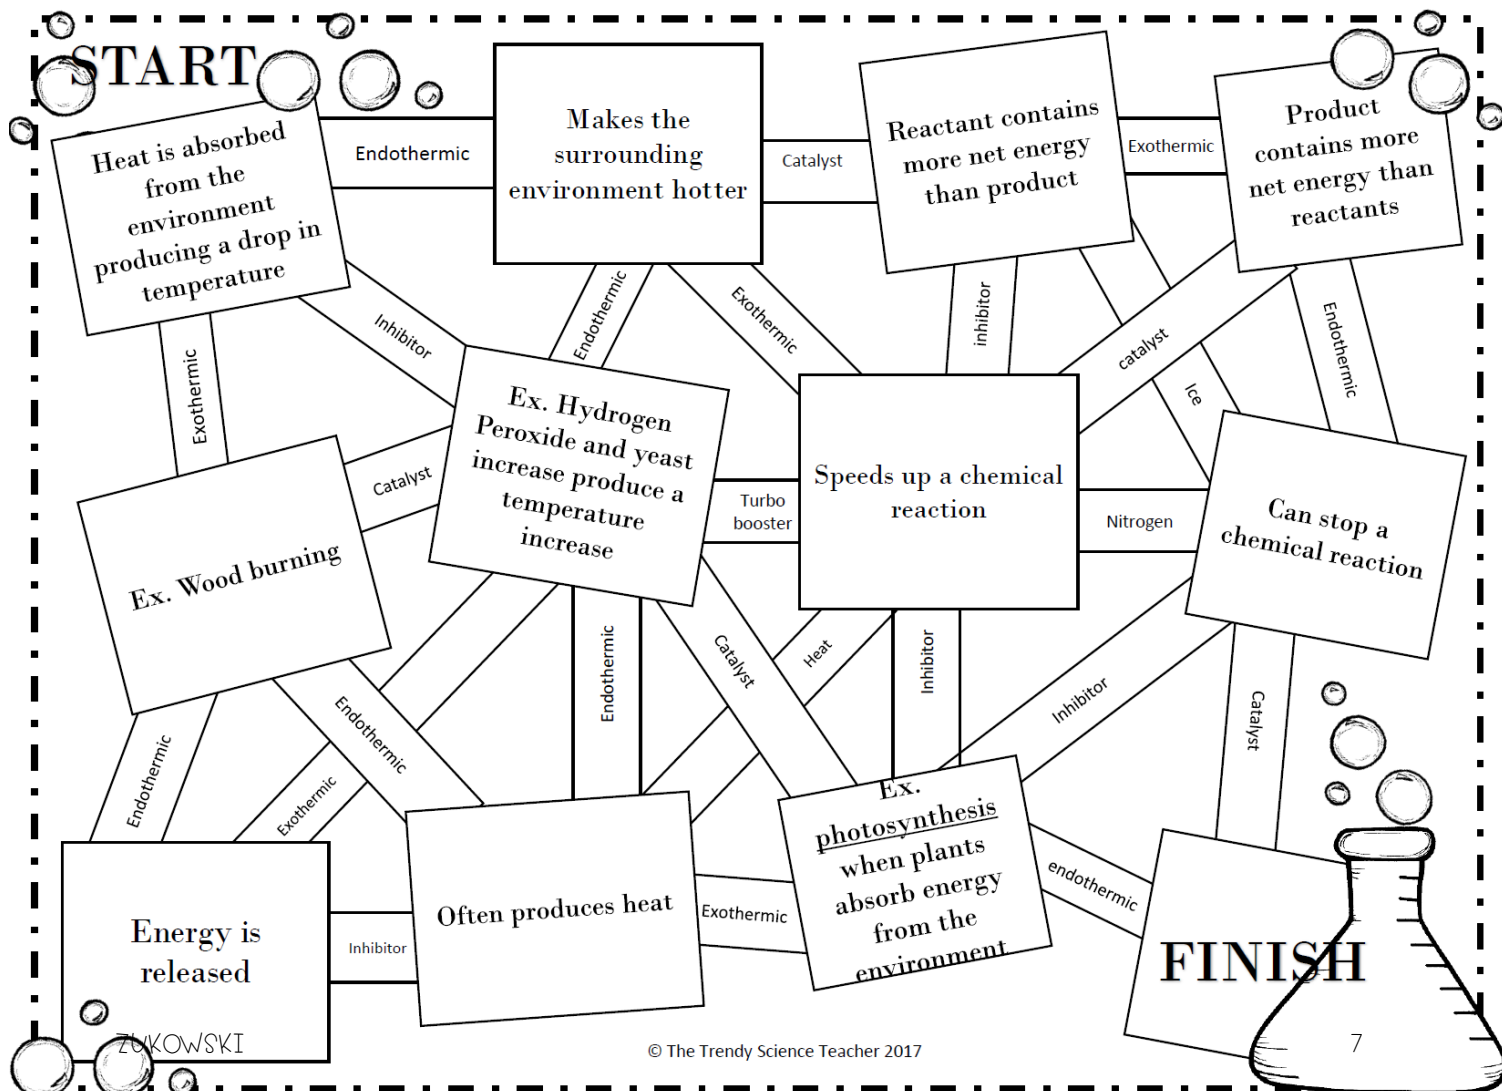 START
Heat is absorbed
from the
environment
producing a drop in
temperature
Endothermic
Makes the
surrounding
environment hotter
Catalyst
Reactant contains
more net energy
than product
Exothermic
Product
contains more
net energy than
reactants
Exothermic
Inhibitor
Endothermic
Exothermic
inhibitor
catalyst
Ice
Endothermic
Ex. Wood burning
Catalyst
Ex. Hydrogen
Peroxide and yeast
increase produce a
temperature
increase
Turbo
booster
Speeds up a chemical
reaction
Nitrogen
Can stop a
chemical reaction
Endothermic
Endothermic
Exothermic
Endothermic
Catalyst
Heat
Inhibitor
Inhibitor
Catalyst
Energy is
released
Inhibitor
Often produces heat
Exothermic
Ex.
photosynthesis
when plants
absorb energy
from the
environment
endothermic
FINISH
ZUKOWSKI
© The Trendy Science Teacher 2017
7